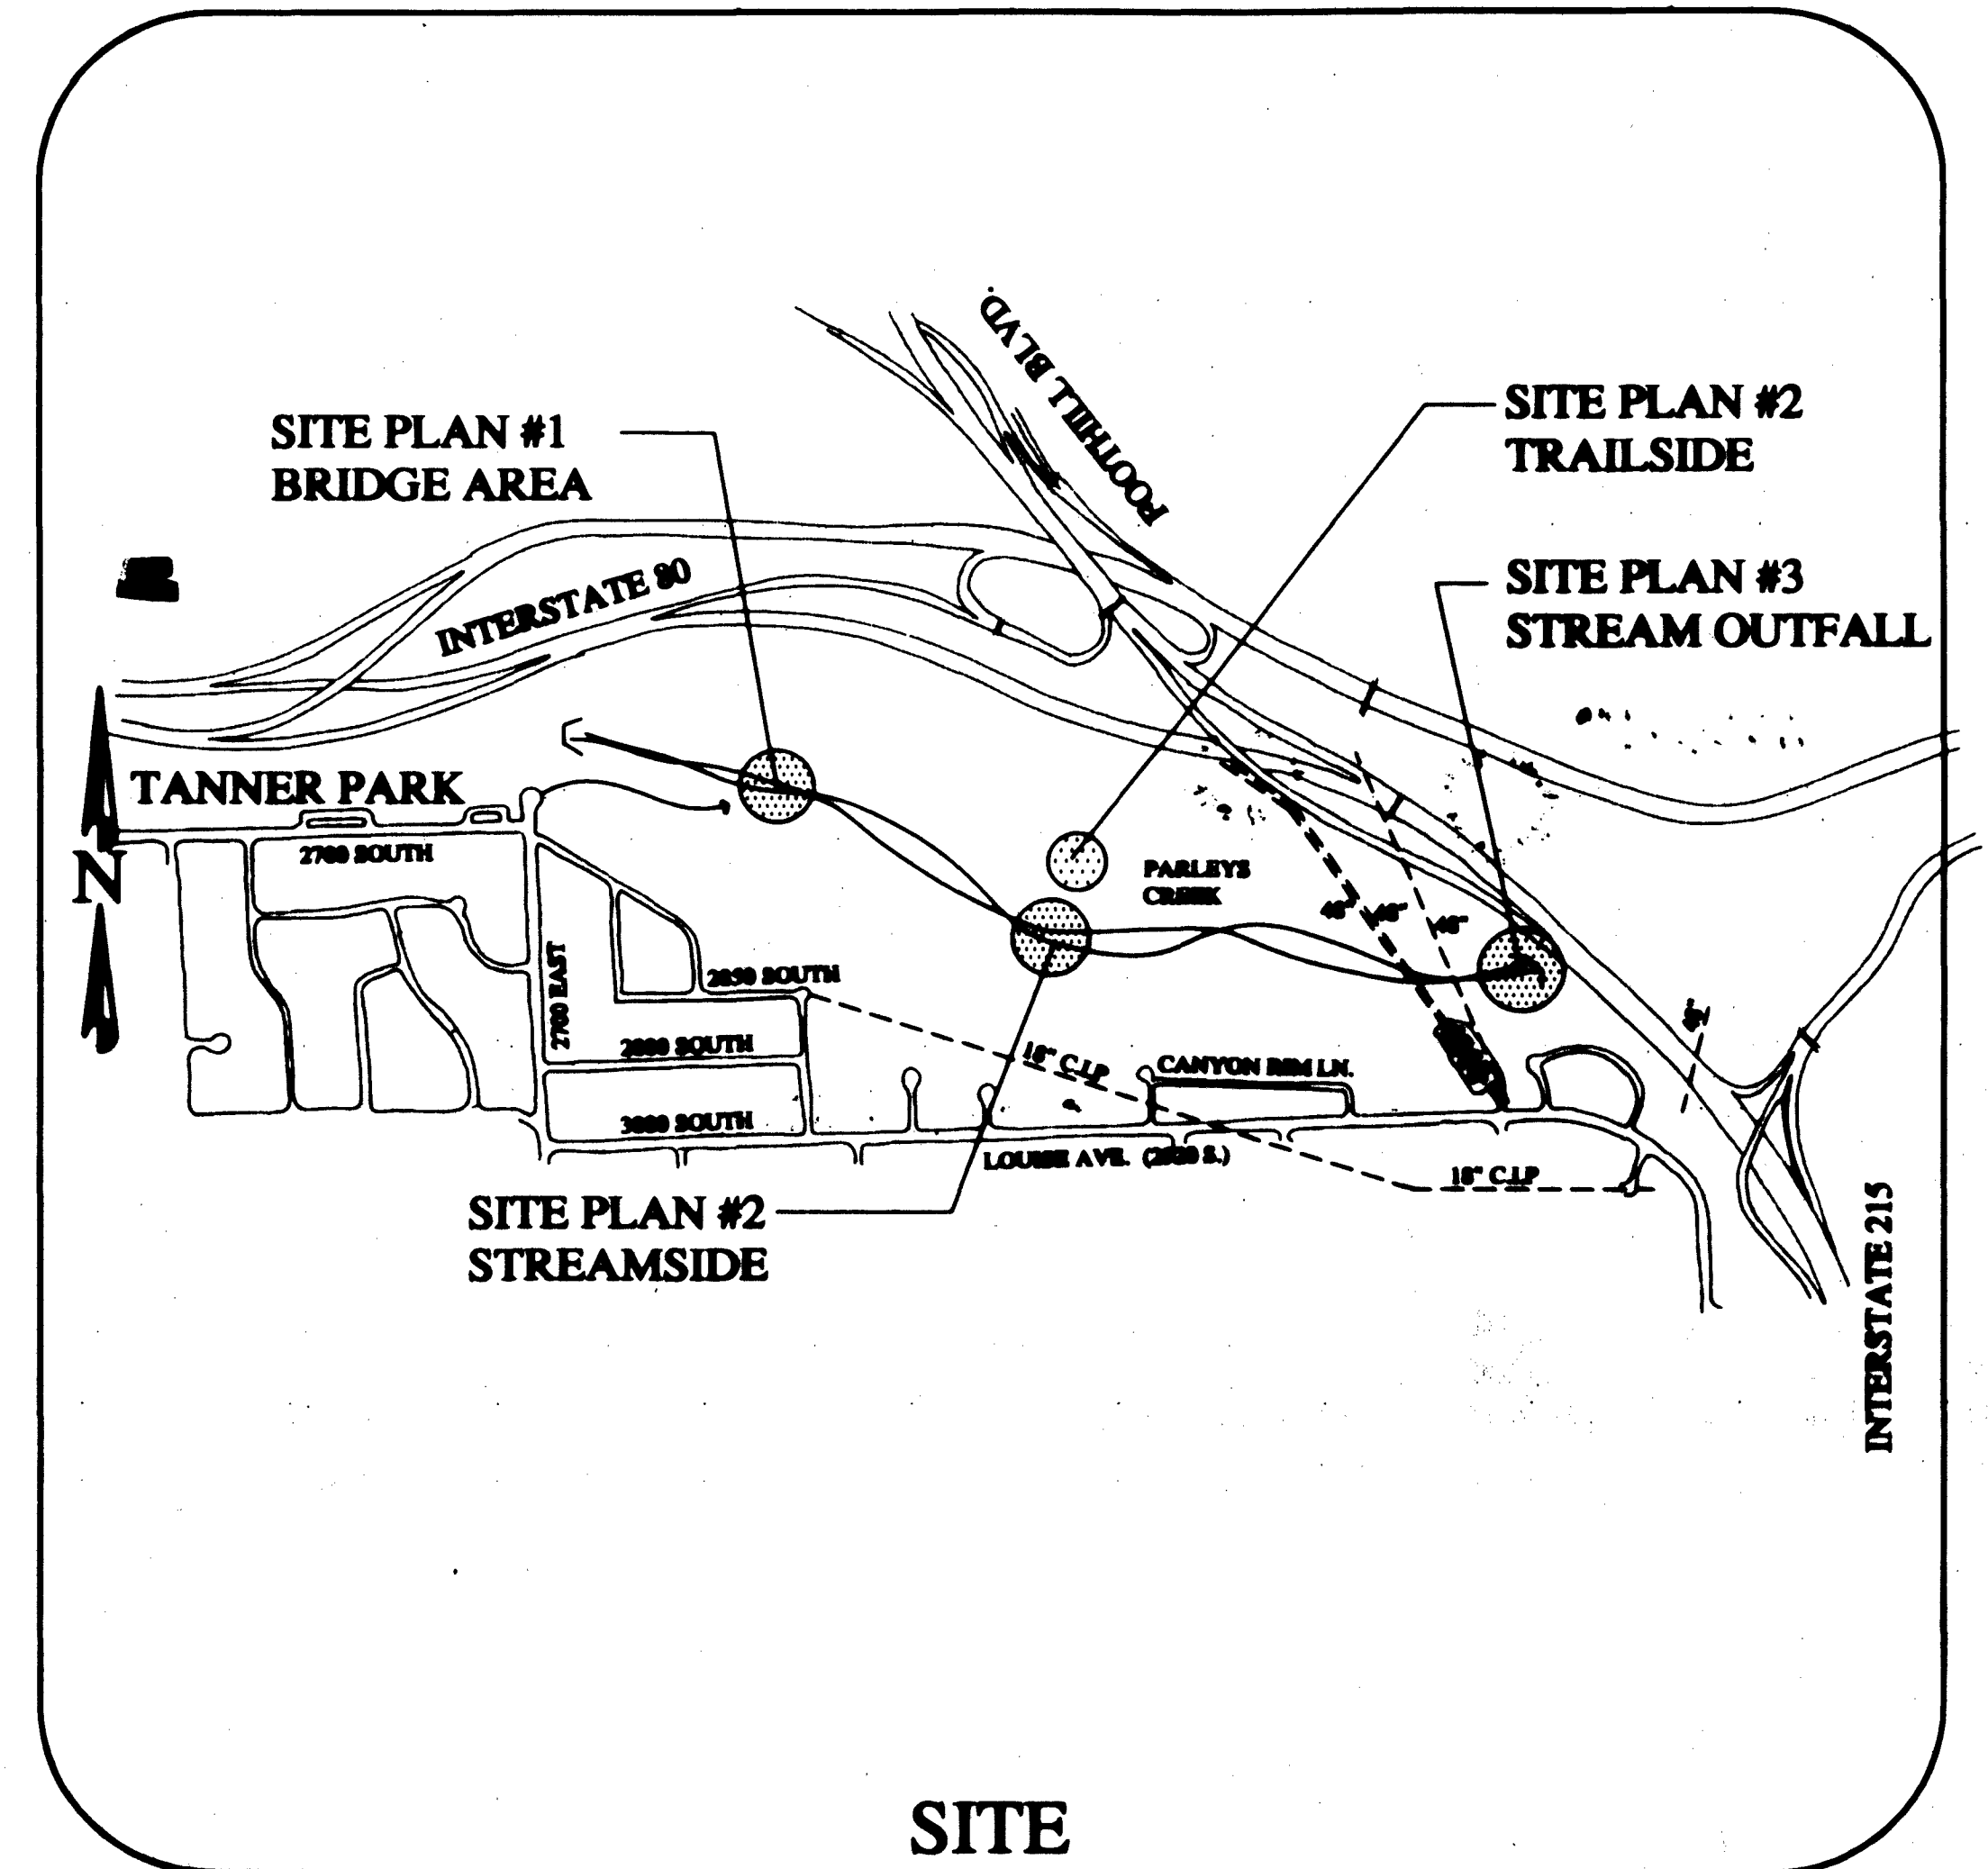 FOOTHILL BLVD.
SITE PLAN #1
BRIDGE AREA
SITE PLAN #2
TRAILSIDE
INTERSTATE 80
SITE PLAN #3
STREAM OUTFALL
TANNER PARK
2700 SOUTH
N
PARLEYS
CREEK
48"
48"
2700 EAST
2850 SOUTH
SOUTH
18" C.I.P
CANYON RIM LN.
3000 SOUTH
LOUISE AVE.
18" C.I.P
SITE PLAN #2
STREAMSIDE
INTERSTATE 215
SITE